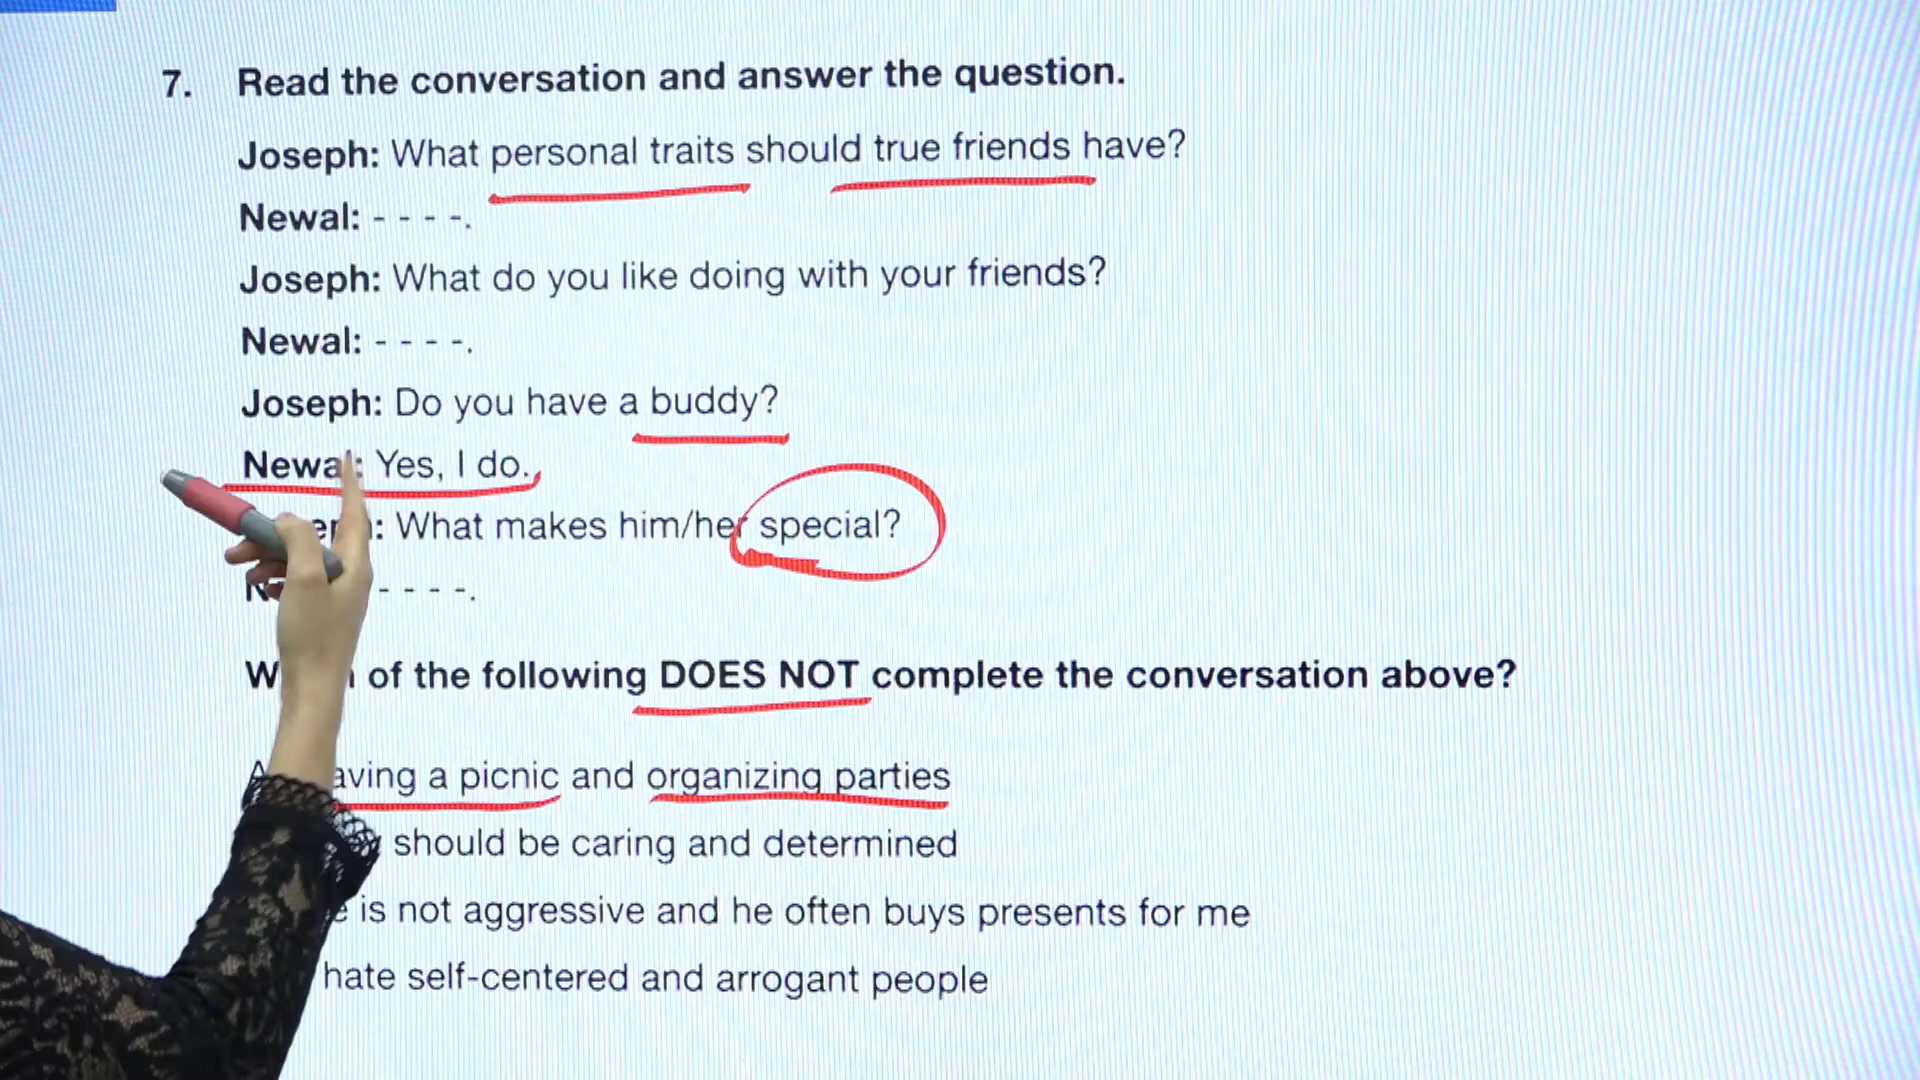 7. Read the conversation and answer the question.
Joseph: What personal traits should true friends have?
Newal: - - - -.
Joseph: What do you like doing with your friends?
Newal: - - - -.
Joseph: Do you have a buddy?
Newal: Yes, I do.
: What makes him/her special?
- - - -.
of the following DOES NOT complete the conversation above?
a picnic and organizing parties
should be caring and determined
is not aggressive and he often buys presents for me
hate self-centered and arrogant people